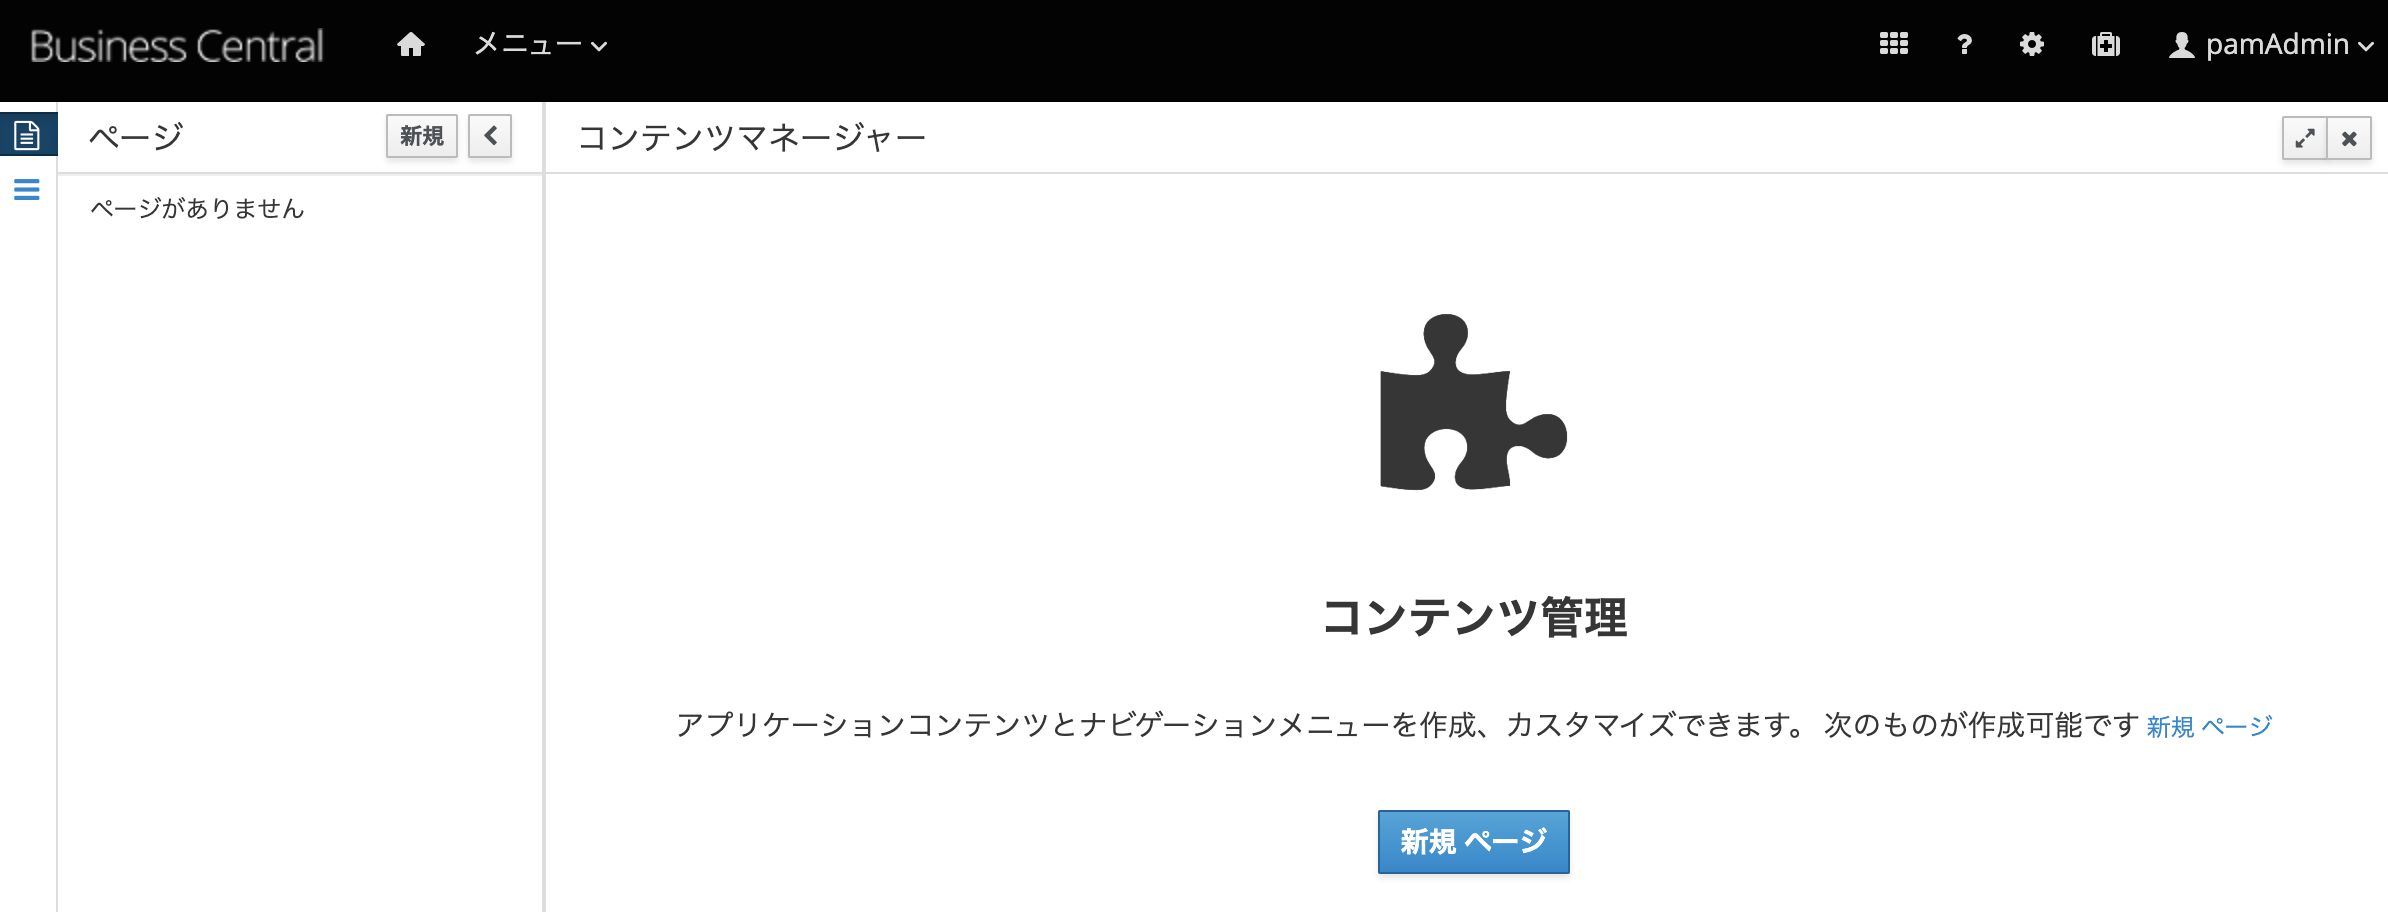 Business Central メニュー ? pamAdmin
ページ 新規
コンテンツマネージャー
ページがありません
コンテンツ管理
アプリケーションコンテンツとナビゲーションメニューを作成、カスタマイズできます。 次のものが作成可能です 新規 ページ
新規 ページ